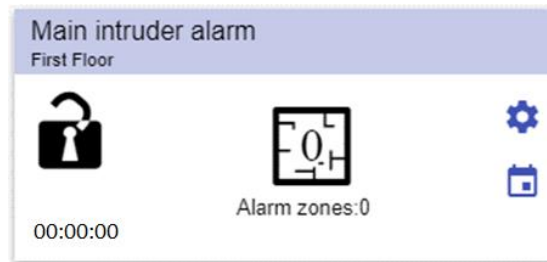 Main intruder alarm
First Floor
0
Alarm zones:0
00:00:00